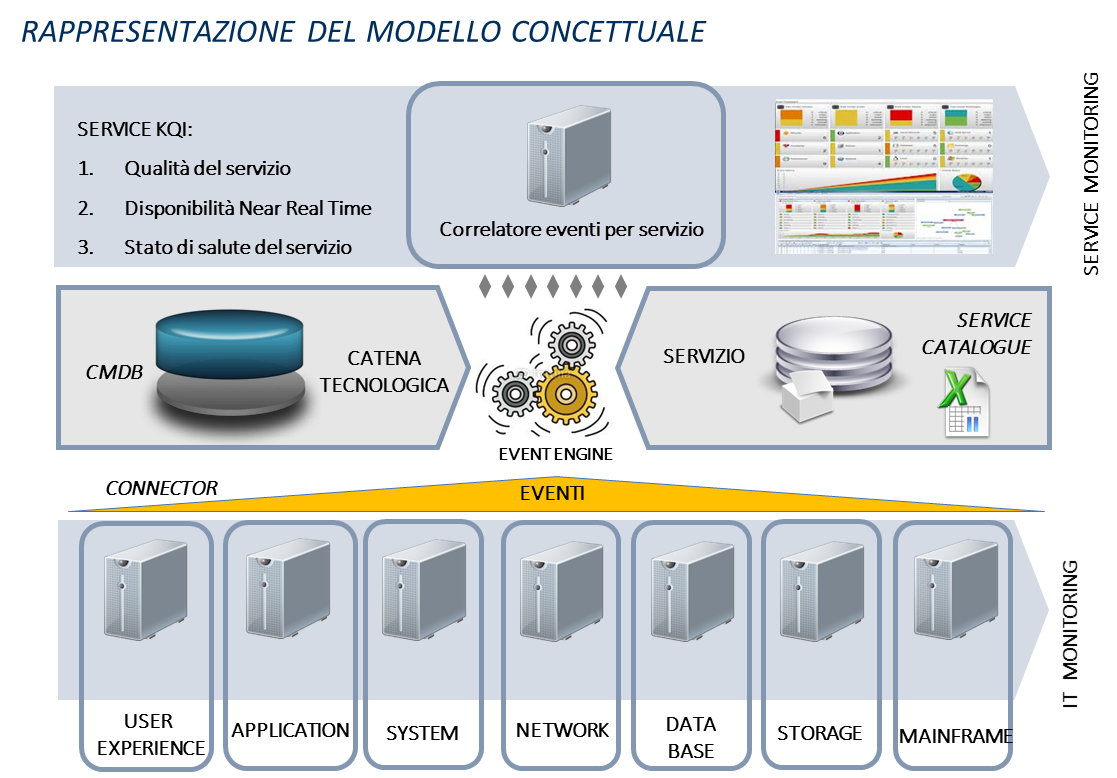 RAPPRESENTAZIONE DEL MODELLO CONCETTUALE
SERVICE KQI:
1. Qualità del servizio
2. Disponibilità Near Real Time
3. Stato di salute del servizio
Correlatore eventi per servizio
SERVICE MONITORING
CMDB
CATENA
TECNOLOGICA
EVENT ENGINE
SERVIZIO
SERVICE
CATALOGUE
CONNECTOR
EVENTI
USER
EXPERIENCE
APPLICATION
SYSTEM
NETWORK
DATA
BASE
STORAGE
MAINFRAME
IT MONITORING